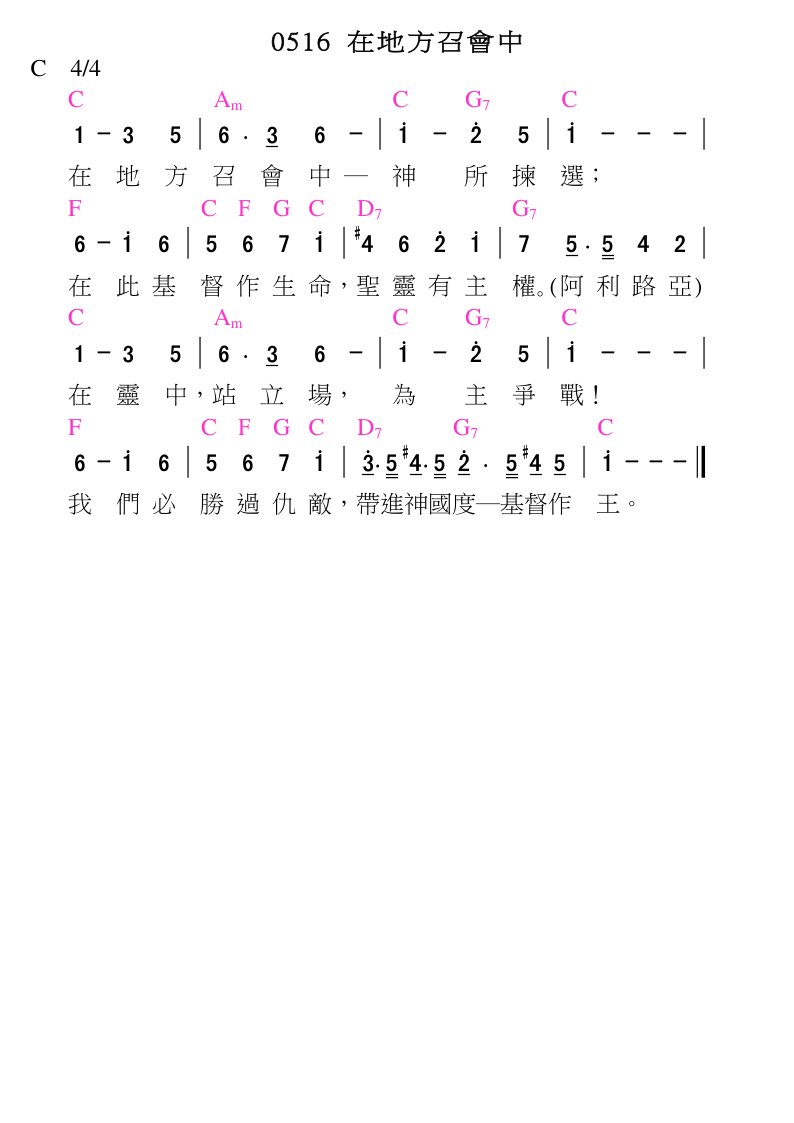 0516 在地方召會中
C 4/4
C Am C G7 C
1 - 3 5 | 6 . 3 6 - | i - 2̇ 5 | i - - - |
在 地 方 召 會 中 — 神 所 揀 選；
F C F G C D7 G7
6 - i 6 | 5 6 7 i | #4 6 2̇ i | 7 5 . 5 4 2 |
在 此 基 督 作 生 命，聖 靈 有 主 權。(阿 利 路 亞)
C Am C G7 C
1 - 3 5 | 6 . 3 6 - | i - 2̇ 5 | i - - - |
在 靈 中，站 立 場， 為 主 爭 戰！
F C F G C D7 G7 C
6 - i 6 | 5 6 7 i | 3̇. 5 #4. 5 2̇ . 5 #4 5 | i - - - ‖
我 們 必 勝 過 仇 敵，帶進神國度—基督作 王。